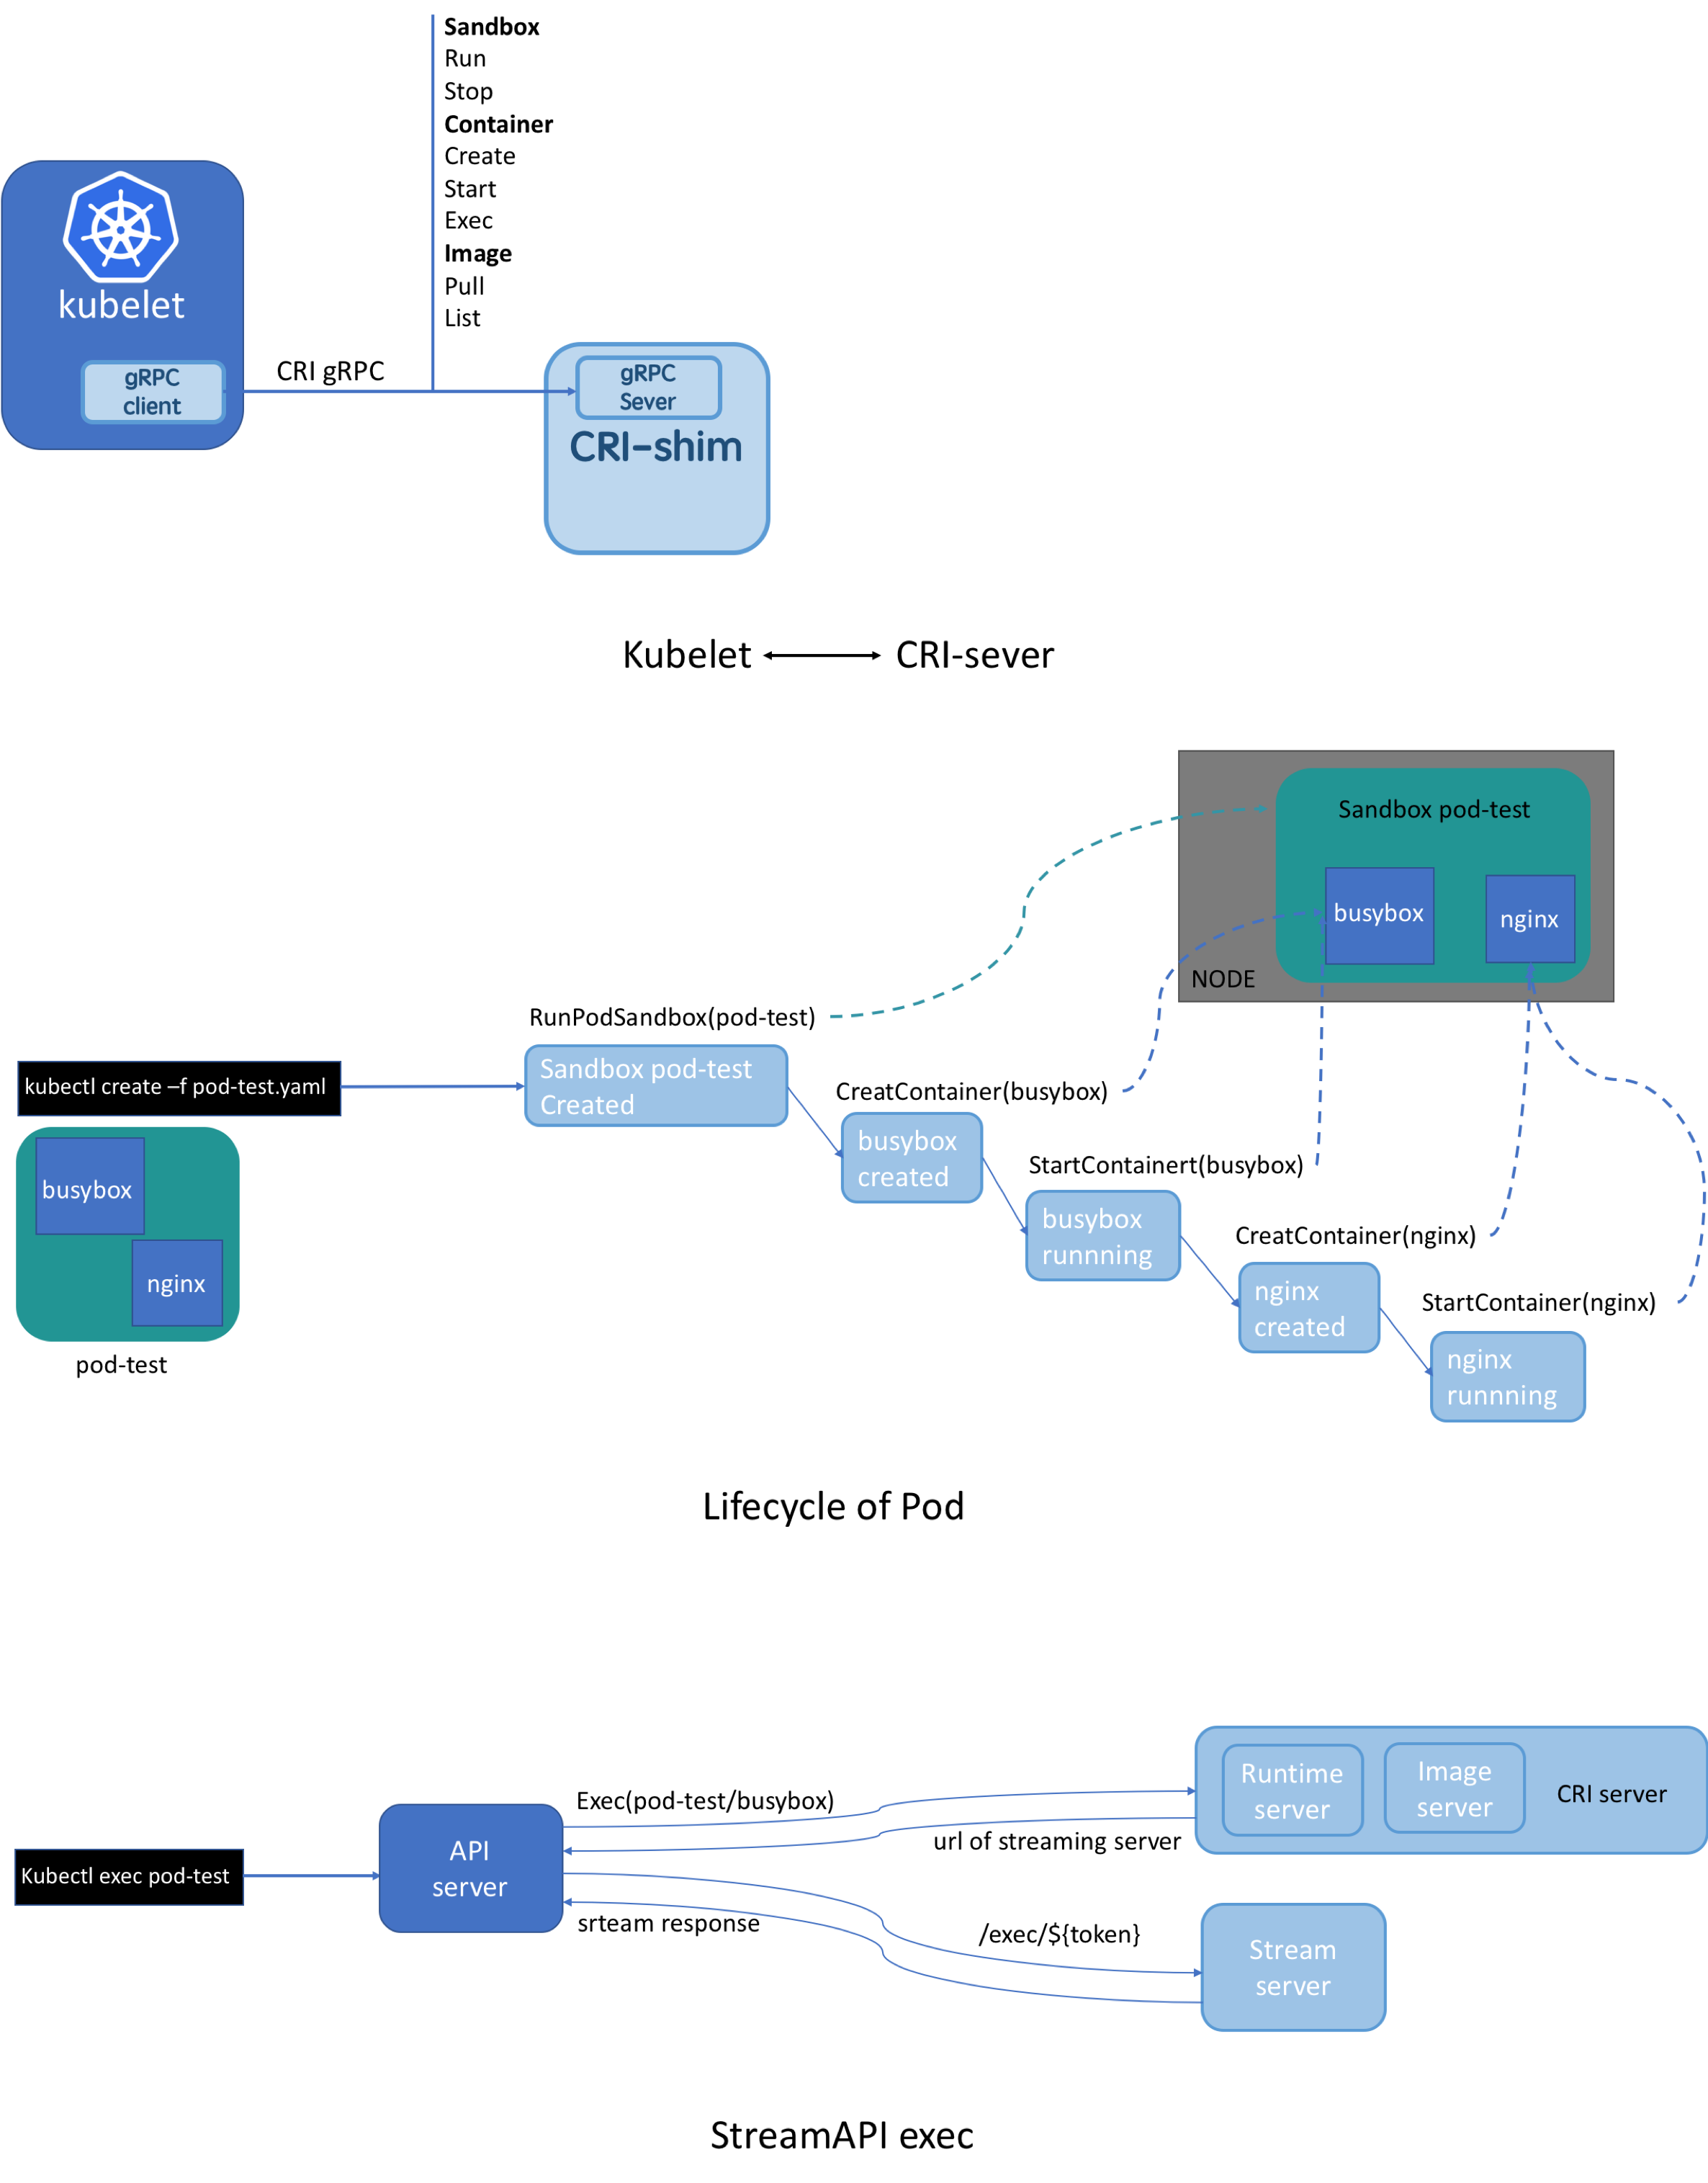 Sandbox
Run
Stop
Container
Create
Start
Exec
Image
Pull
List
kubelet
gRPC
client
CRI gRPC
gRPC
Sever
CRI-shim
Kubelet
CRI-sever
Sandbox pod-test
busybox
nginx
NODE
RunPodSandbox(pod-test)
kubectl create –f pod-test.yaml
Sandbox pod-test
Created
CreatContainer(busybox)
busybox
created
StartContainert(busybox)
busybox
runnning
CreatContainer(nginx)
nginx
created
StartContainer(nginx)
nginx
runnning
busybox
nginx
pod-test
Lifecycle of Pod
Kubectl exec pod-test
API
server
Exec(pod-test/busybox)
url of streaming server
Runtime
server
Image
server
CRI server
srteam response
/exec/${token}
Stream
server
StreamAPI exec